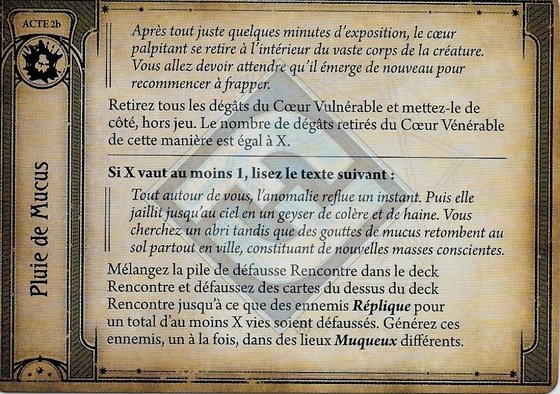 ACTE 2b
Pluie de Mucus
Après tout juste quelques minutes d'exposition, le cœur
palpitant se retire à l'intérieur du vaste corps de la créature.
Vous allez devoir attendre qu'il émerge de nouveau pour
recommencer à frapper.
Retirez tous les dégâts du Cœur Vulnérable et mettez-le de
côté, hors jeu. Le nombre de dégâts retirés du Cœur Vénérable
de cette manière est égal à X.
Si X vaut au moins 1, lisez le texte suivant :
Tout autour de vous, l'anomalie reflue un instant. Puis elle
jaillit jusqu'au ciel en un geyser de colère et de haine. Vous
cherchez un abri tandis que des gouttes de mucus retombent au
sol partout en ville, constituant de nouvelles masses conscientes.
Mélangez la pile de défausse Rencontre dans le deck
Rencontre et défaussez des cartes du dessus du deck
Rencontre jusqu'à ce que des ennemis Réplique pour
un total d'au moins X vies soient défaussés. Générez ces
ennemis, un à la fois, dans des lieux Muqueux différents.